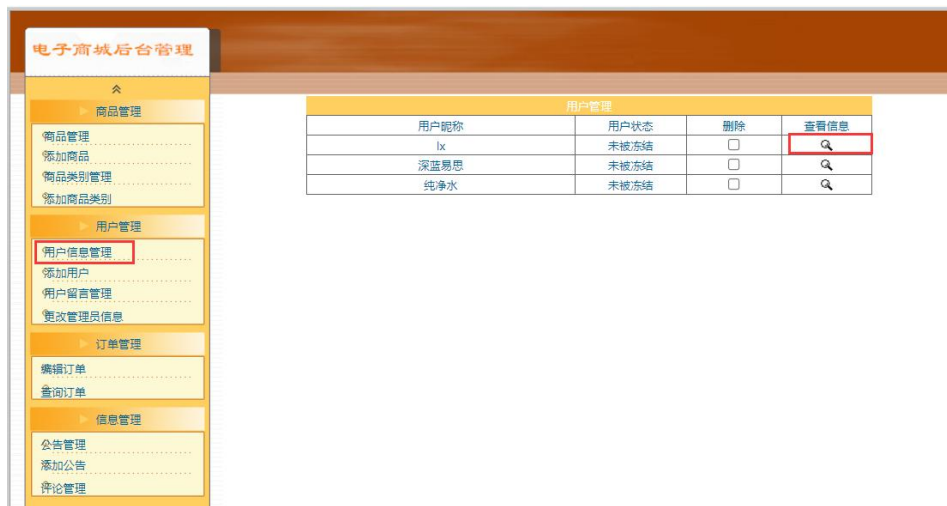 电子商城后台管理
商品管理
商品管理
添加商品
商品类别管理
添加商品类别
用户管理
用户信息管理
添加用户
用户留言管理
更改管理员信息
订单管理
编辑订单
查询订单
信息管理
公告管理
添加公告
评论管理
用户管理
用户昵称 用户状态 删除 查看信息
lx 未被冻结
深蓝易思 未被冻结
纯净水 未被冻结